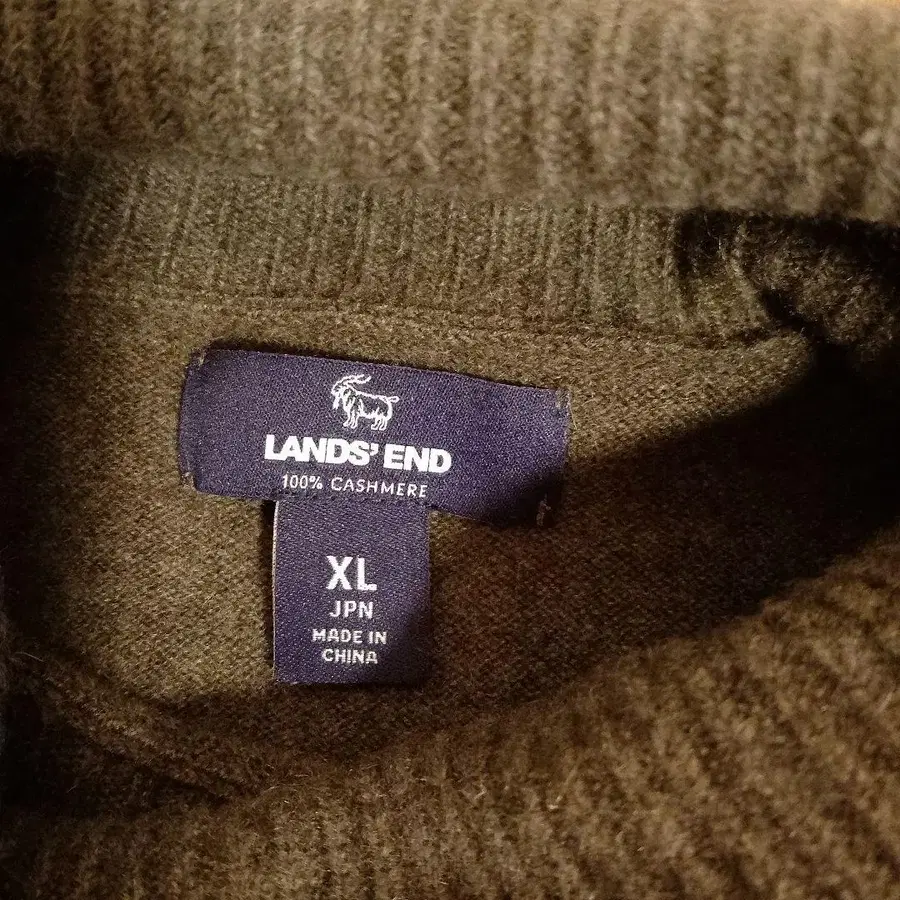 LANDS' END
100% CASHMERE
XL
JPN
MADE IN
CHINA